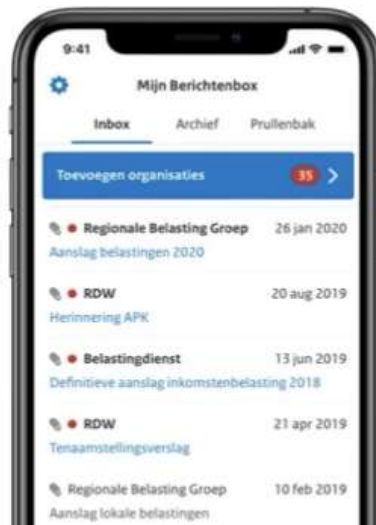 9:41
Mijn Berichtenbox
Inbox Archief Prullenbak
Toevoegen organisaties 35
Regionale Belasting Groep 26 jan 2020
Aanslag belastingen 2020
RDW 20 aug 2019
Herinnering APK
Belastingdienst 13 jun 2019
Definitieve aanslag inkomstenbelasting 2018
RDW 21 apr 2019
Tenaamstellingsverslag
Regionale Belasting Groep 10 feb 2019
Aanslag lokale belastingen